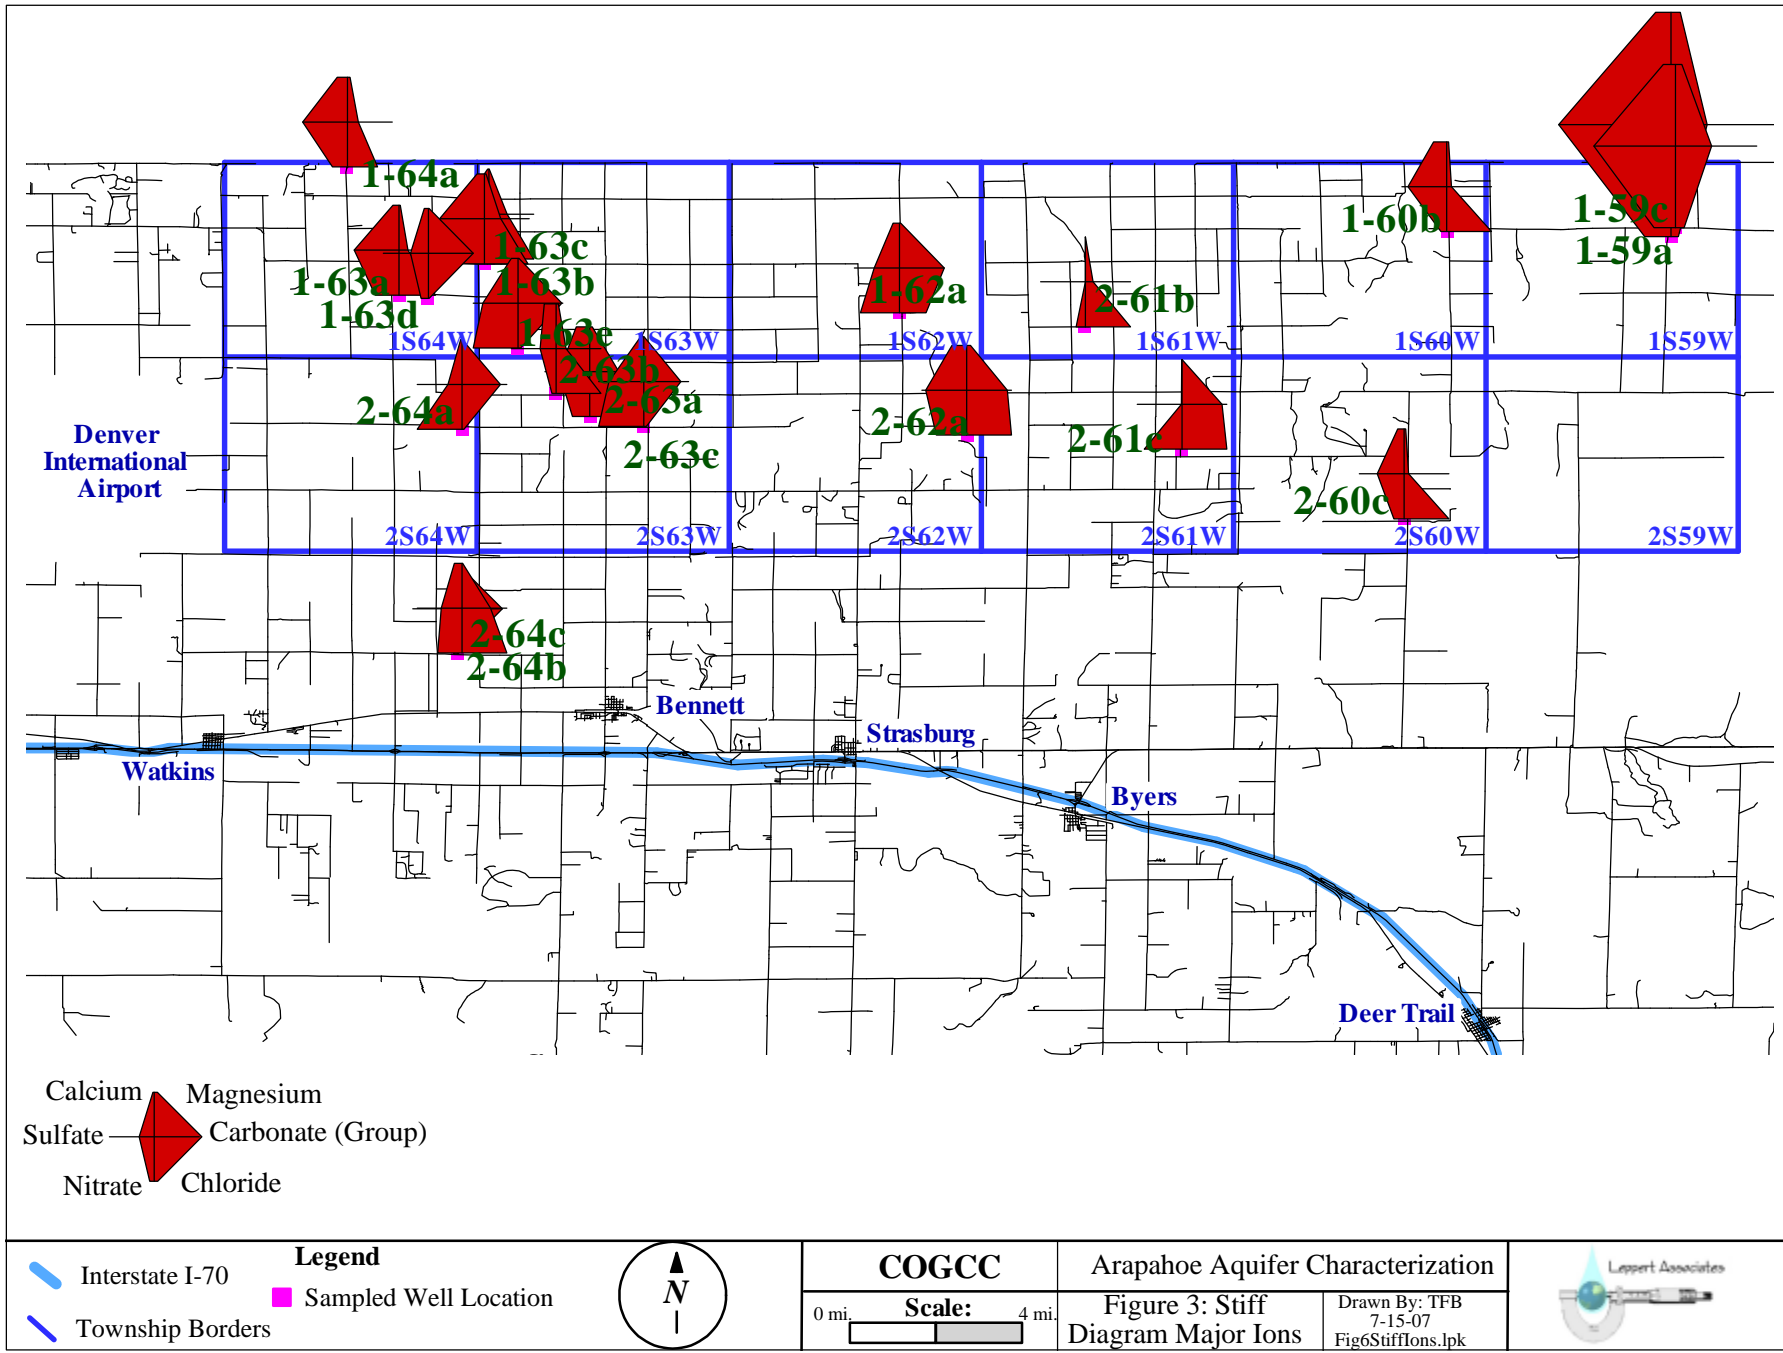 1-64a
1-63c
1-63a
1-63b
1-63d
1-63e
2-63b
2-63a
2-64a
2-63c
1-62a
2-62a
2-61b
2-61c
1-60b
2-60c
1-59c
1-59a
1S64W
1S63W
1S62W
1S61W
1S60W
1S59W
Denver
International
Airport
2S64W
2S63W
2S62W
2S61W
2S60W
2S59W
2-64c
2-64b
Bennett
Strasburg
Watkins
Byers
Deer Trail
Calcium Magnesium
Sulfate Carbonate (Group)
Nitrate Chloride
Legend
Interstate I-70
Sampled Well Location
Township Borders
N
COGCC
0 mi. Scale: 4 mi.
Arapahoe Aquifer Characterization
Figure 3: Stiff
Diagram Major Ions
Drawn By: TFB
7-15-07
Fig6StiffIons.lpk
Leppert Associates